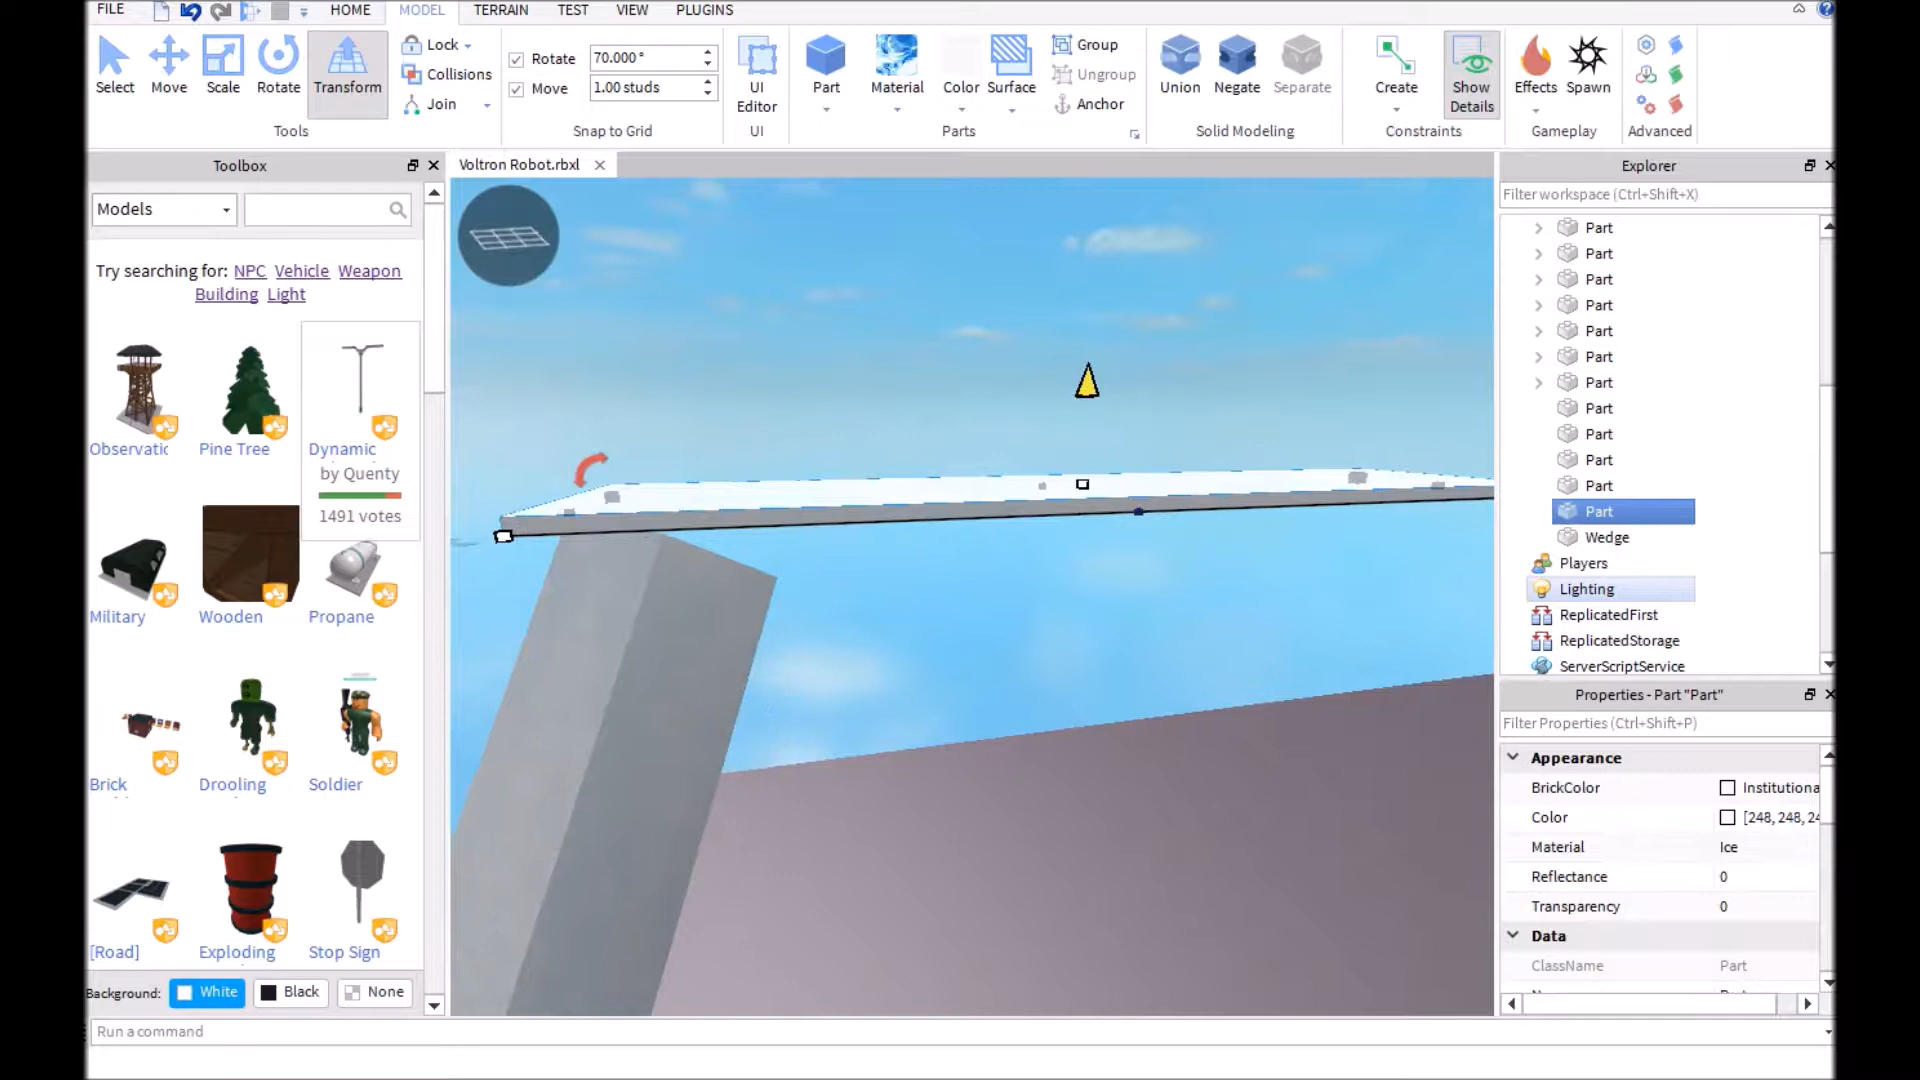 FILE
HOME
MODEL
TERRAIN
TEST
VIEW
PLUGINS
Select
Move
Scale
Rotate
Transform
Lock
Collisions
Join
Tools
Rotate
70.000 °
Move
1.00 studs
Snap to Grid
UI
Editor
UI
Part
Material
Color
Surface
Group
Ungroup
Anchor
Parts
Union
Negate
Separate
Solid Modeling
Create
Show
Details
Constraints
Effects
Spawn
Gameplay
Advanced
Toolbox
Models
Try searching for: NPC Vehicle Weapon
Building Light
Observatic
Pine Tree
Dynamic
by Quenty
1491 votes
Military
Wooden
Propane
Brick
Drooling
Soldier
[Road]
Exploding
Stop Sign
Background:
White
Black
None
Voltron Robot.rbxl
Explorer
Filter workspace (Ctrl+Shift+X)
Part
Part
Part
Part
Part
Part
Part
Part
Part
Part
Part
Part
Wedge
Players
Lighting
ReplicatedFirst
ReplicatedStorage
ServerScriptService
Properties - Part "Part"
Filter Properties (Ctrl+Shift+P)
Appearance
BrickColor
Instituciona
Color
[248, 248, 24
Material
Ice
Reflectance
0
Transparency
0
Data
ClassName
Part
Run a command